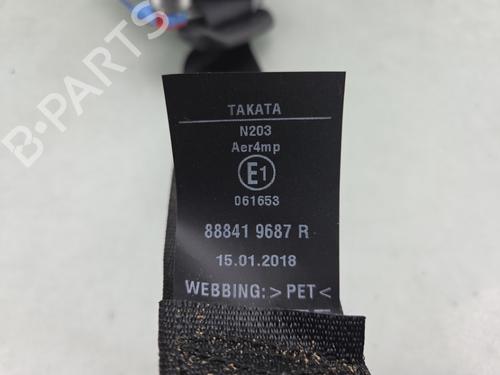 B-PARTS
TAKATA
N203
Aer4mp
E1
061653
88841 9687 R
15.01.2018
WEBBING: >PET<